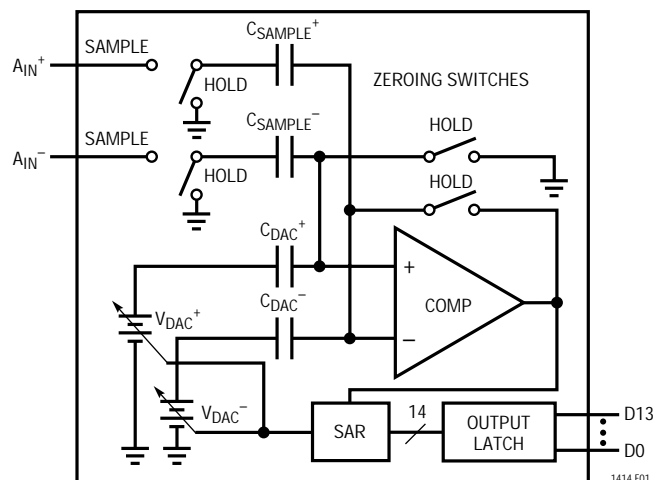 CSAMPLE+
SAMPLE
AIN+
HOLD
ZEROING SWITCHES
CSAMPLE–
SAMPLE
AIN–
HOLD
HOLD
HOLD
CDAC+
+
COMP
CDAC–
–
VDAC+
VDAC–
SAR
14
OUTPUT
LATCH
D13
D0
1414 F01